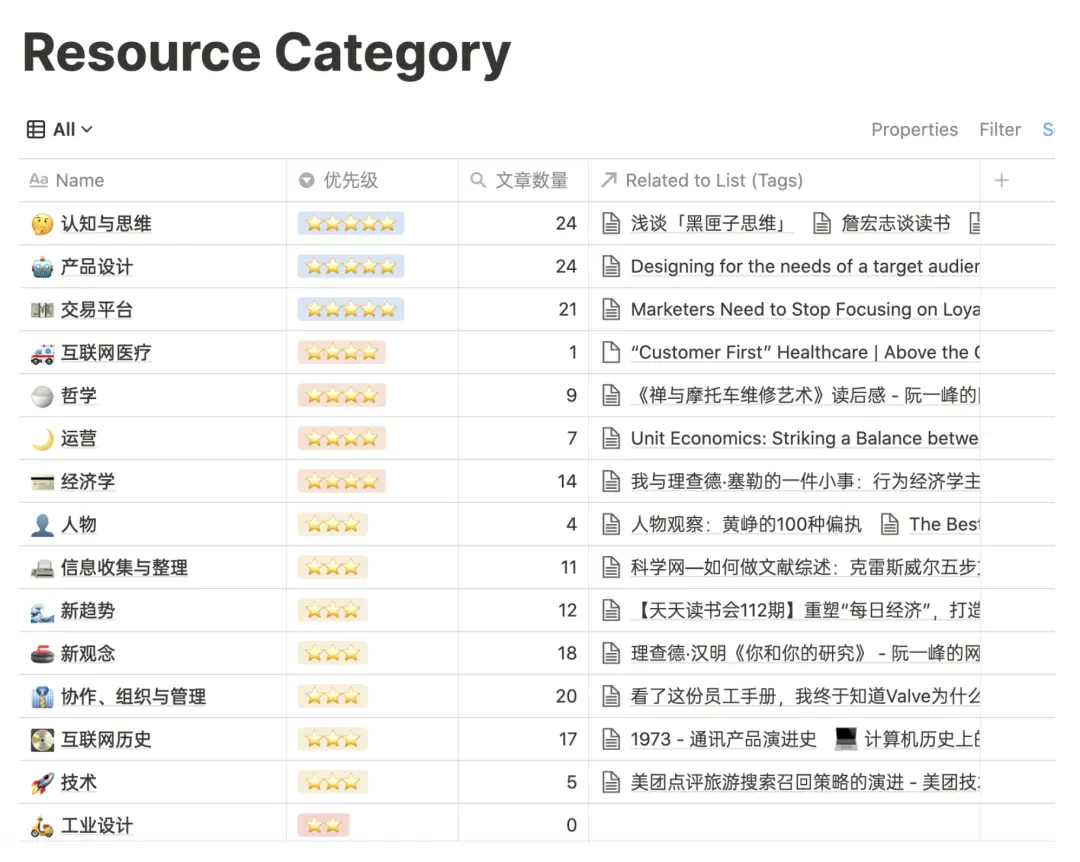 Resource Category
All Properties Filter
Aa Name 优先级 文章数量 Related to List (Tags)
认知与思维 24 浅谈「黑匣子思维」 詹宏志谈读书
产品设计 24 Designing for the needs of a target audien
交易平台 21 Marketers Need to Stop Focusing on Loya
互联网医疗 1 “Customer First” Healthcare | Above the
哲学 9 《禅与摩托车维修艺术》读后感 - 阮一峰的
运营 7 Unit Economics: Striking a Balance betwe
经济学 14 我与理查德·塞勒的一件小事：行为经济学主
人物 4 人物观察：黄峥的100种偏执 The Best
信息收集与整理 11 科学网—如何做文献综述：克雷斯威尔五步
新趋势 12 【天天读书会112期】重塑“每日经济”，打造
新观念 18 理查德·汉明《你和你的研究》 - 阮一峰的网
协作、组织与管理 20 看了这份员工手册，我终于知道Valve为什么
互联网历史 17 1973 - 通讯产品演进史 计算机历史上的
技术 5 美团点评旅游搜索召回策略的演进 - 美团技
工业设计 0